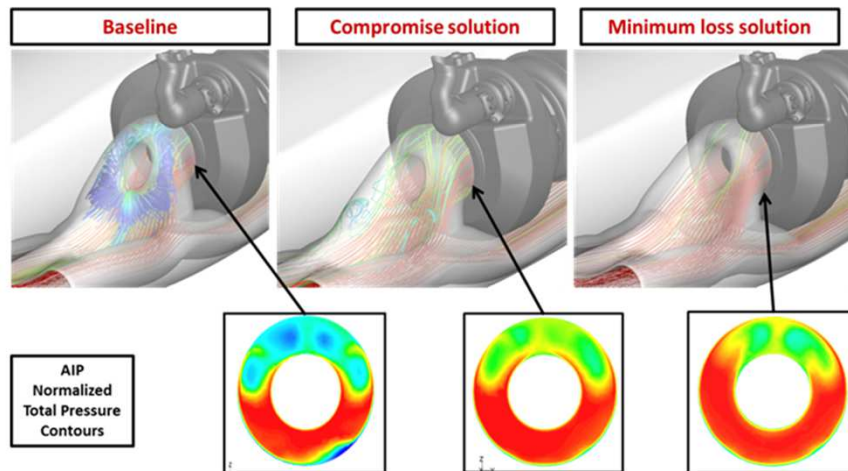 Baseline
Compromise solution
Minimum loss solution
AIP
Normalized
Total Pressure
Contours
z
z